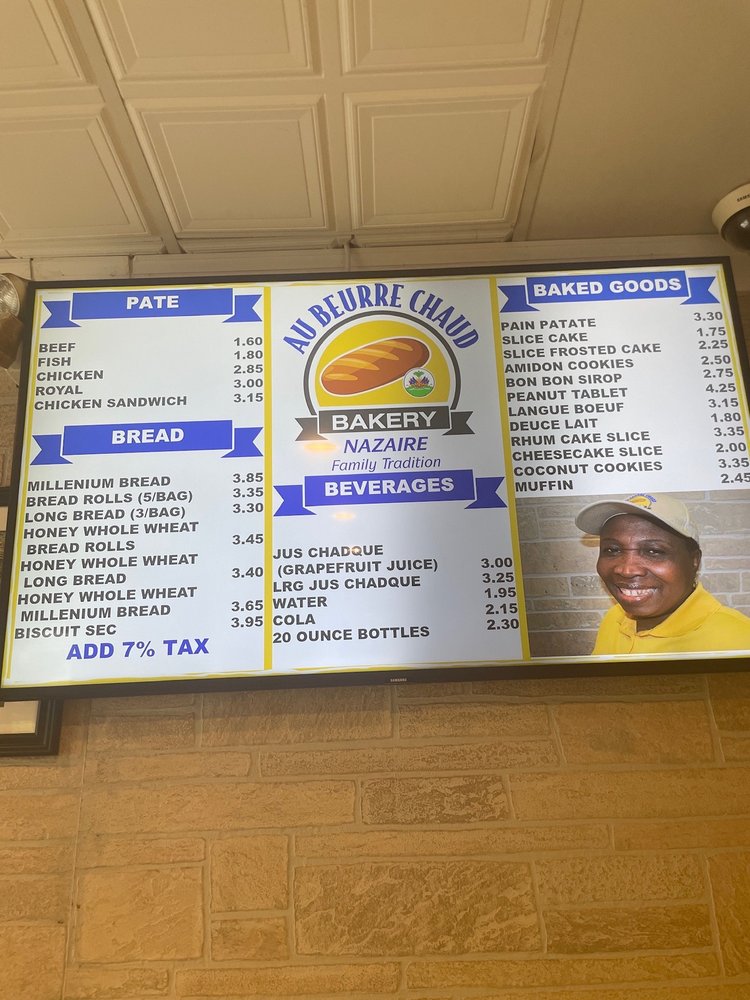 PATE
BEEF 1.60
FISH 1.80
CHICKEN 2.85
ROYAL 3.00
CHICKEN SANDWICH 3.15
BREAD
MILLENIUM BREAD 3.85
BREAD ROLLS (5/BAG) 3.35
LONG BREAD (3/BAG) 3.30
HONEY WHOLE WHEAT
BREAD ROLLS 3.45
HONEY WHOLE WHEAT
LONG BREAD 3.40
HONEY WHOLE WHEAT
MILLENIUM BREAD 3.65
BISCUIT SEC 3.95
ADD 7% TAX
AU BEURRE CHAUD
BAKERY
NAZAIRE
Family Tradition
BEVERAGES
JUS CHADQUE
(GRAPEFRUIT JUICE) 3.00
LRG JUS CHADQUE 3.25
WATER 1.95
COLA 2.15
20 OUNCE BOTTLES 2.30
BAKED GOODS
PAIN PATATE 3.30
SLICE CAKE 1.75
SLICE FROSTED CAKE 2.25
AMIDON COOKIES 2.50
BON BON SIROP 2.75
PEANUT TABLET 4.25
LANGUE BOEUF 3.15
DEUCE LAIT 1.80
RHUM CAKE SLICE 3.35
CHEESECAKE SLICE 2.00
COCONUT COOKIES 3.35
MUFFIN 2.45
SAMSUNG